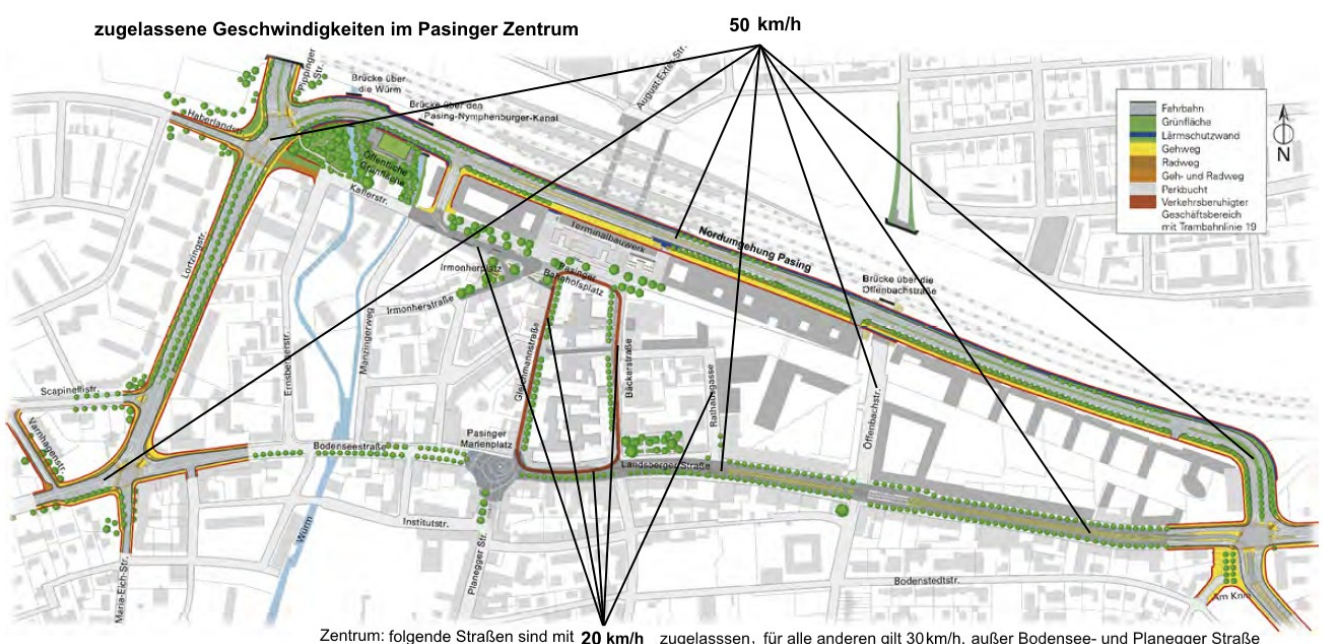 zugelassene Geschwindigkeiten im Pasinger Zentrum
50 km/h
Pippinger
Str.
Brücke über
die Würm
Brücke über den
Pasing-Nymphenburger-Kanal
August-Exter-Str.
Haberlandstr.
Öffentliche
Grünfläche
Kaflerstr.
Fahrbahn
Grünfläche
Lärmschutzwand
Gehweg
Radweg
Geh- und Radweg
Parkbucht
Verkehrsberuhigter
Geschäftsbereich
mit Trambahnlinie 19
N
Lortzingstr.
Terminalbauwerk
Nordumgehung Pasing
Irmonherplatz
Pasinger
Bahnhofsplatz
Brücke über die
Offenbachstraße
Irmonherstraße
Ernsbergerstr.
Manzingerweg
Gleichmannstraße
Bäckerstraße
Rathausgasse
Offenbachstr.
Scapinellistr.
Varnhagenstr.
Bodenseestraße
Pasinger
Marienplatz
Landsberger Straße
Institutstr.
Würm
Planegger Str.
Maria-Eich-Str.
Bodenstedtstr.
Am Knie
Zentrum: folgende Straßen sind mit 20 km/h zugelasssen, für alle anderen gilt 30km/h, außer Bodensee- und Planegger Straße